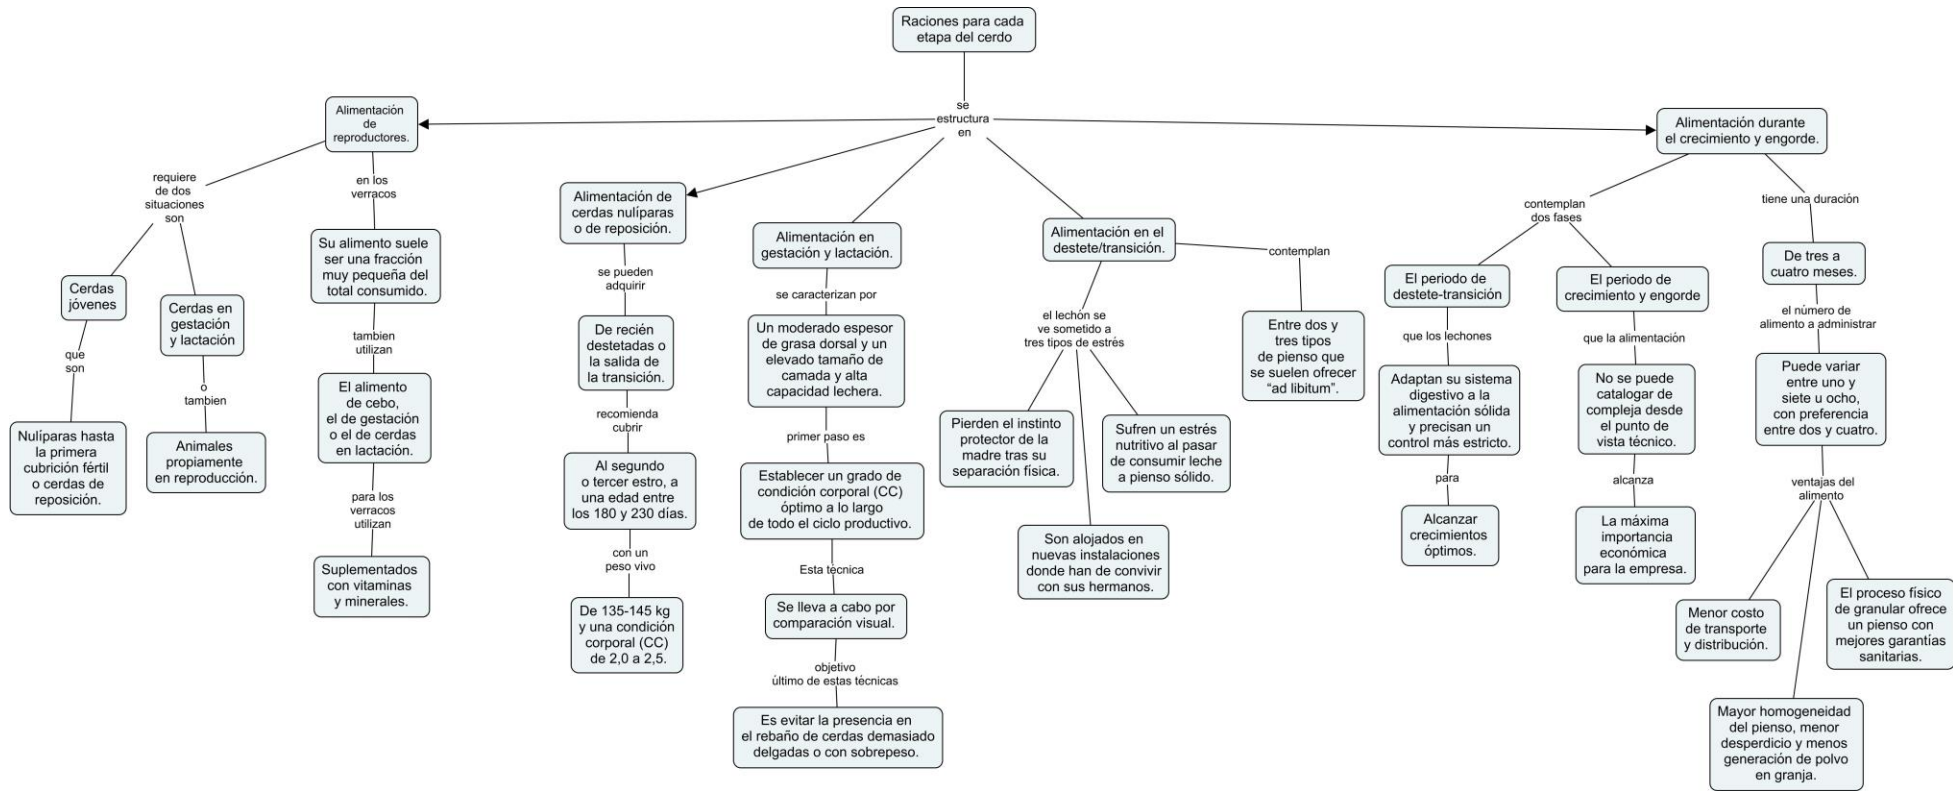 Raciones para cada
etapa del cerdo
se
estructura
en
Alimentación
de
reproductores.
requiere
de dos
situaciones
son
Cerdas
jóvenes
que
son
Nulíparas hasta
la primera
cubrición fértil
o cerdas de
reposición.
Cerdas en
gestación
y lactación
o
tambien
Animales
propiamente
en reproducción.
en los
verracos
Su alimento suele
ser una fracción
muy pequeña del
total consumido.
tambien
utilizan
El alimento
de cebo,
el de gestación
o el de cerdas
en lactación.
para los
verracos
utilizan
Suplementados
con vitaminas
y minerales.
Alimentación de
cerdas nulíparas
o de reposición.
se pueden
adquirir
De recién
destetadas o
la salida de
la transición.
recomienda
cubrir
Al segundo
o tercer estro, a
una edad entre
los 180 y 230 días.
con un
peso vivo
De 135-145 kg
y una condición
corporal (CC)
de 2,0 a 2,5.
Alimentación en
gestación y lactación.
se caracterizan por
Un moderado espesor
de grasa dorsal y un
elevado tamaño de
camada y alta
capacidad lechera.
primer paso es
Establecer un grado de
condición corporal (CC)
óptimo a lo largo
de todo el ciclo productivo.
Esta técnica
Se lleva a cabo por
comparación visual.
objetivo
último de estas técnicas
Es evitar la presencia en
el rebaño de cerdas demasiado
delgadas o con sobrepeso.
Alimentación en el
destete/transición.
el lechón se
ve sometido a
tres tipos de estrés
Pierden el instinto
protector de la
madre tras su
separación física.
Son alojados en
nuevas instalaciones
donde han de convivir
con sus hermanos.
Sufren un estrés
nutritivo al pasar
de consumir leche
a pienso sólido.
contemplan
Entre dos y
tres tipos
de pienso que
se suelen ofrecer
“ad libitum”.
Alimentación durante
el crecimiento y engorde.
contemplan
dos fases
El periodo de
destete-transición
que los lechones
Adaptan su sistema
digestivo a la
alimentación sólida
y precisan un
control más estricto.
para
Alcanzar
crecimientos
óptimos.
El periodo de
crecimiento y engorde
que la alimentación
No se puede
catalogar de
compleja desde
el punto de
vista técnico.
alcanza
La máxima
importancia
económica
para la empresa.
tiene una duración
De tres a
cuatro meses.
el número de
alimento a administrar
Puede variar
entre uno y
siete u ocho,
con preferencia
entre dos y cuatro.
ventajas del
alimento
Menor costo
de transporte
y distribución.
Mayor homogeneidad
del pienso, menor
desperdicio y menos
generación de polvo
en granja.
El proceso físico
de granular ofrece
un pienso con
mejores garantías
sanitarias.